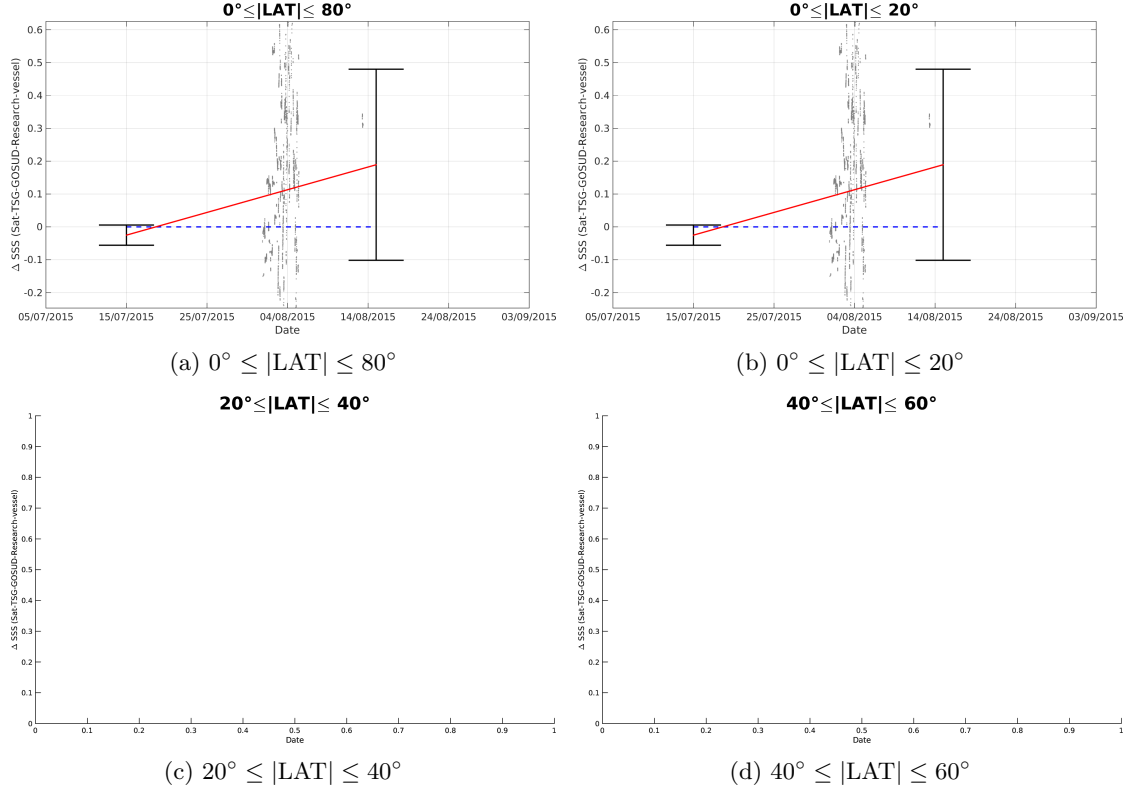 0°≤|LAT|≤ 80°
Δ SSS (Sat-TSG-GOSUD-Research-vessel)
0.6
0.5
0.4
0.3
0.2
0.1
0
-0.1
-0.2
05/07/2015 15/07/2015 25/07/2015 04/08/2015 14/08/2015 24/08/2015 03/09/2015
Date
(a) 0° ≤ |LAT| ≤ 80°
0°≤|LAT|≤ 20°
Δ SSS (Sat-TSG-GOSUD-Research-vessel)
0.6
0.5
0.4
0.3
0.2
0.1
0
-0.1
-0.2
05/07/2015 15/07/2015 25/07/2015 04/08/2015 14/08/2015 24/08/2015 03/09/2015
Date
(b) 0° ≤ |LAT| ≤ 20°
20°≤|LAT|≤ 40°
Δ SSS (Sat-TSG-GOSUD-Research-vessel)
1
0.9
0.8
0.7
0.6
0.5
0.4
0.3
0.2
0.1
0
0 0.1 0.2 0.3 0.4 0.5 0.6 0.7 0.8 0.9 1
Date
(c) 20° ≤ |LAT| ≤ 40°
40°≤|LAT|≤ 60°
Δ SSS (Sat-TSG-GOSUD-Research-vessel)
1
0.9
0.8
0.7
0.6
0.5
0.4
0.3
0.2
0.1
0
0 0.1 0.2 0.3 0.4 0.5 0.6 0.7 0.8 0.9 1
Date
(d) 40° ≤ |LAT| ≤ 60°